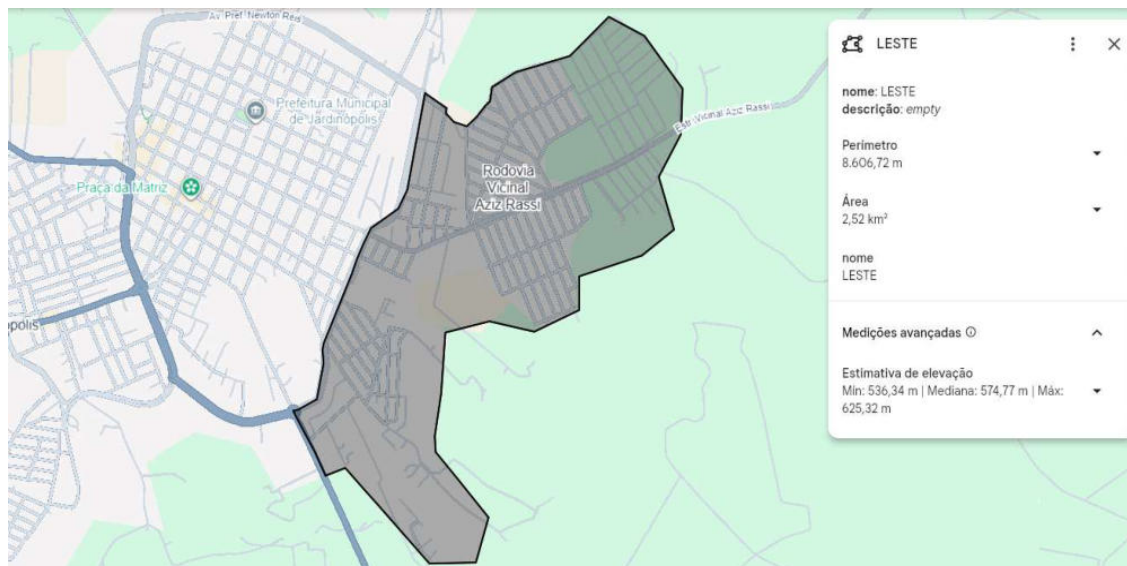 Av. Pref. Newton Reis
Prefeitura Municipal
de Jardinópolis
Praça da Matriz
Rodovia
Vicinal
Aziz Rassi
Estr. Vicinal Aziz Rassi
opolis
LESTE
nome: LESTE
descrição: empty
Perímetro
8.606,72 m
Área
2,52 km²
nome
LESTE
Medições avançadas
Estimativa de elevação
Mín: 536,34 m | Mediana: 574,77 m | Máx:
625,32 m